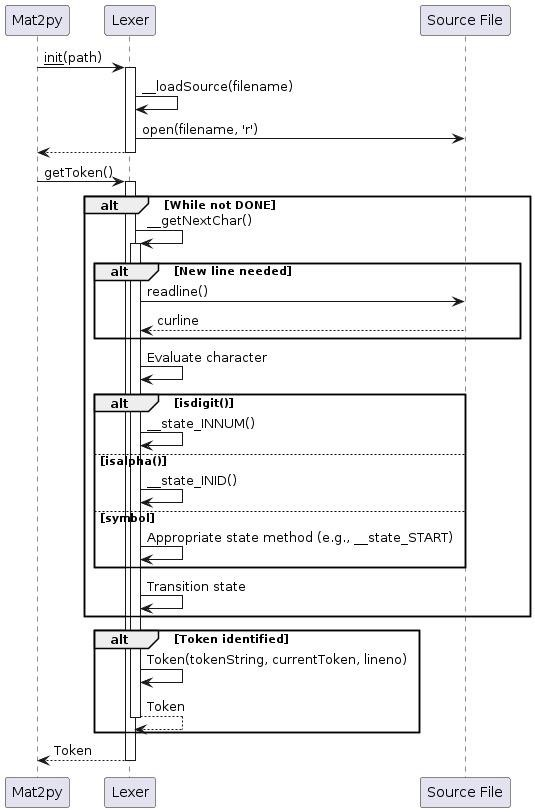 Mat2py Lexer Source File
init(path)
__loadSource(filename)
open(filename, 'r')
getToken()
alt [While not DONE]
__getNextChar()
alt [New line needed]
readline()
curline
Evaluate character
alt [isdigit()]
__state_INNUM()
[isalpha()]
__state_INID()
[symbol]
Appropriate state method (e.g., __state_START)
Transition state
alt [Token identified]
Token(tokenString, currentToken, lineno)
Token
Token
Mat2py Lexer Source File